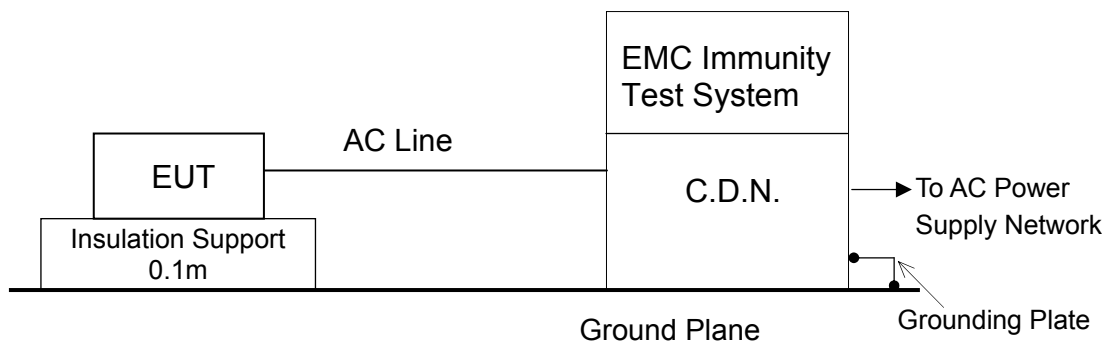 EMC Immunity
Test System
AC Line
EUT
C.D.N.
To AC Power
Supply Network
Insulation Support
0.1m
Ground Plane
Grounding Plate